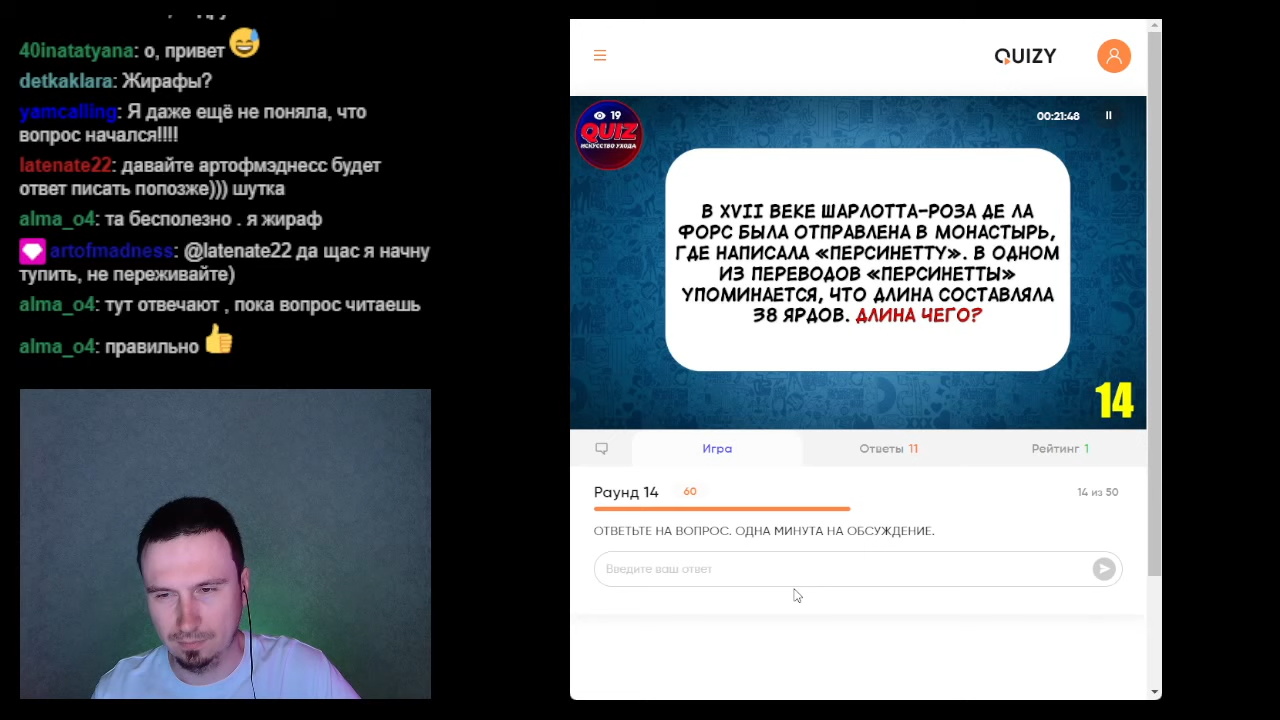 40inatatyana: о, привет
detkaklara: Жирафы?
yamcalling: Я даже ещё не поняла, что
вопрос начался!!!!
latenate22: давайте артофмэднесс будет
ответ писать попозже))) шутка
alma_o4: та бесполезно . я жираф
artofmadness: @latenate22 да щас я начну
тупить, не переживайте)
alma_o4: тут отвечают , пока вопрос читаешь
alma_o4: правильно
QUIZY
19
QUIZ
ИСКУССТВО УХОДА
00:21:48
В XVII ВЕКЕ ШАРЛОТТА-РОЗА ДЕ ЛА
ФОРС БЫЛА ОТПРАВЛЕНА В МОНАСТЫРЬ,
ГДЕ НАПИСАЛА «ПЕРСИНЕТТУ». В ОДНОМ
ИЗ ПЕРЕВОДОВ «ПЕРСИНЕТТЫ»
УПОМИНАЕТСЯ, ЧТО ДЛИНА СОСТАВЛЯЛА
38 ЯРДОВ. ДЛИНА ЧЕГО?
14
Игра
Ответы 11
Рейтинг 1
Раунд 14
60
14 из 50
ОТВЕТЬТЕ НА ВОПРОС. ОДНА МИНУТА НА ОБСУЖДЕНИЕ.
Введите ваш ответ